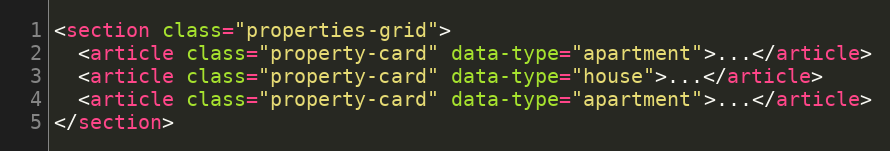 1 <section class="properties-grid">
2   <article class="property-card" data-type="apartment">...</article>
3   <article class="property-card" data-type="house">...</article>
4   <article class="property-card" data-type="apartment">...</article>
5 </section>